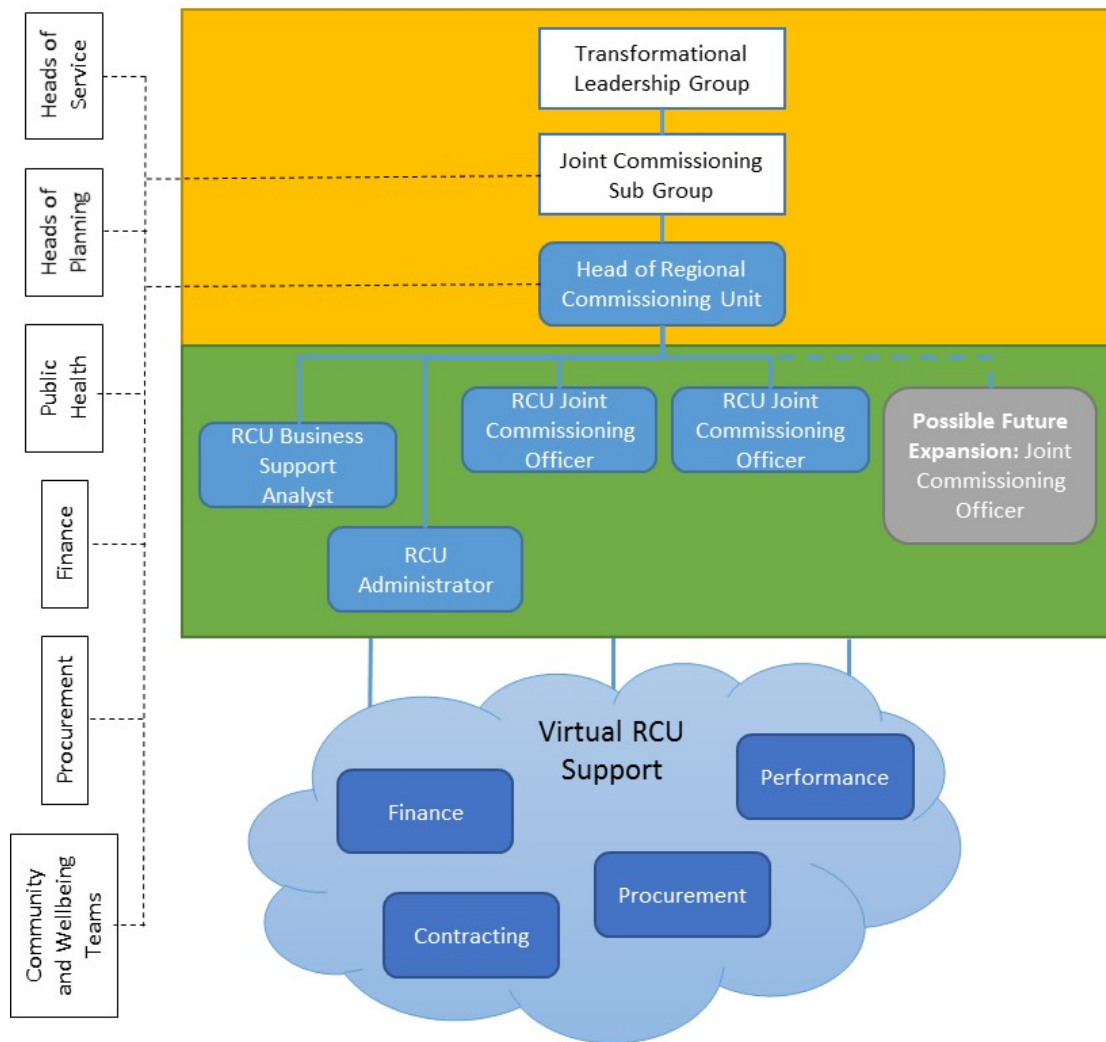 Heads of
Service
Heads of
Planning
Public
Health
Finance
Procurement
Community
and Wellbeing
Teams
Transformational
Leadership Group
Joint Commissioning
Sub Group
Head of Regional
Commissioning Unit
RCU Business
Support
Analyst
RCU
Administrator
RCU Joint
Commissioning
Officer
RCU Joint
Commissioning
Officer
Possible Future
Expansion: Joint
Commissioning
Officer
Virtual RCU
Support
Finance
Performance
Contracting
Procurement